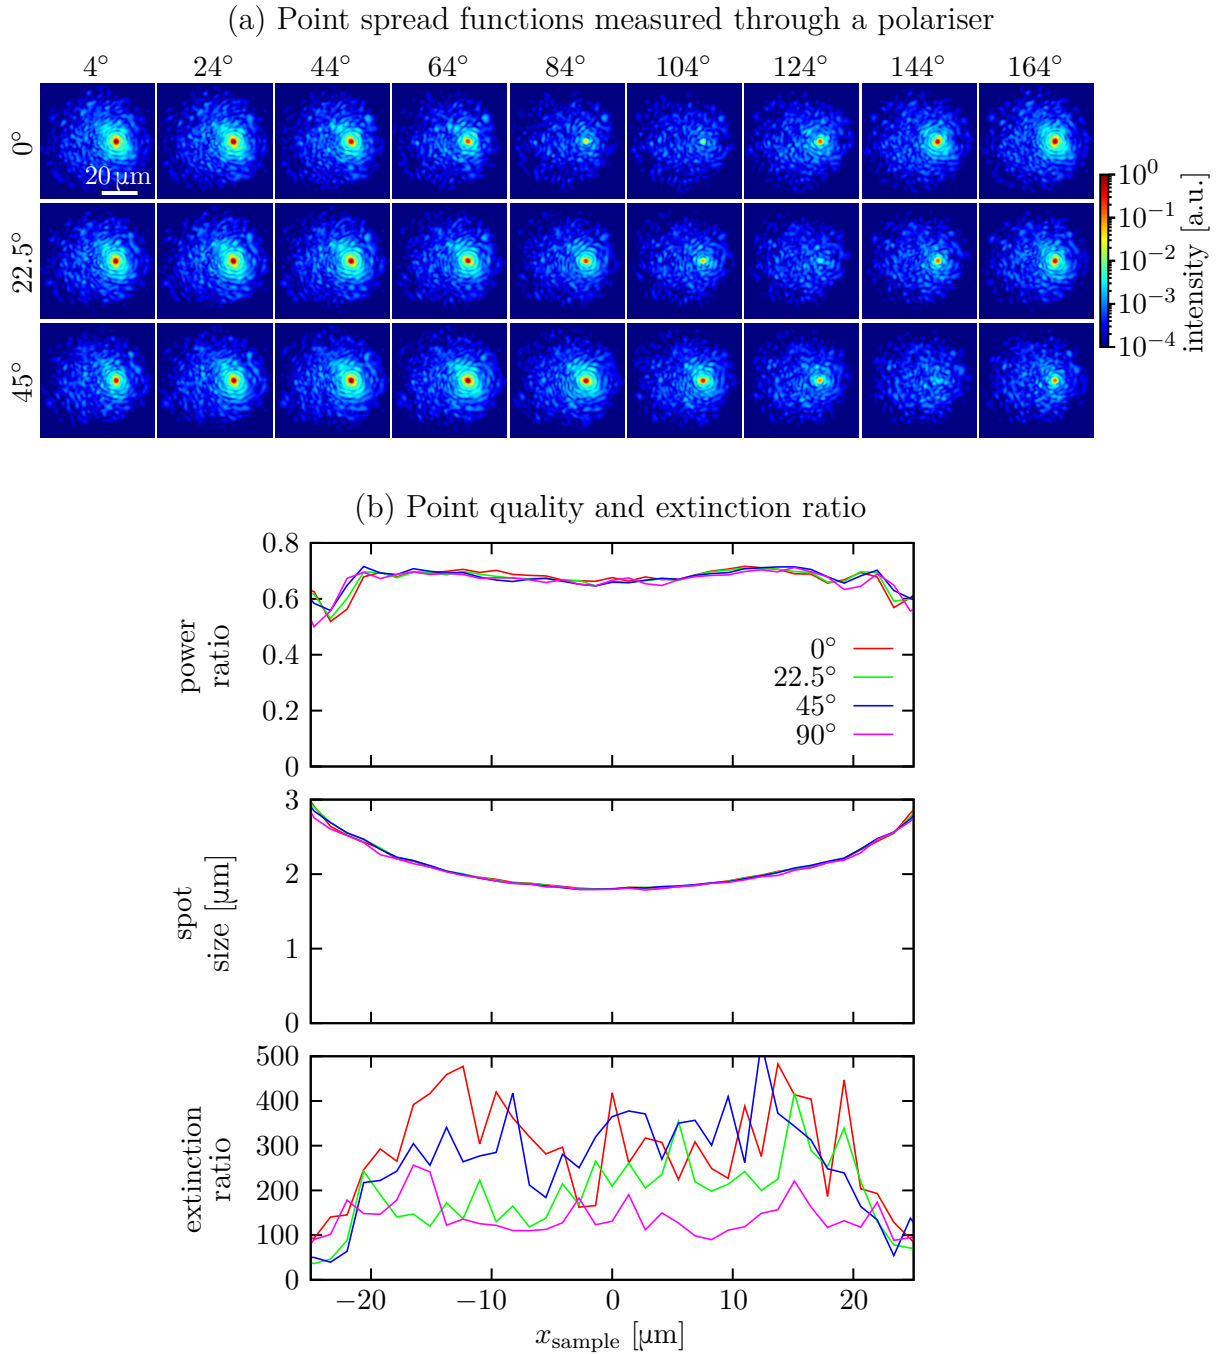 (a) Point spread functions measured through a polariser
4° 24° 44° 64° 84° 104° 124° 144° 164°
0°
20 µm
22.5°
45°
10⁰
10⁻¹
10⁻²
10⁻³
10⁻⁴
intensity [a.u.]
(b) Point quality and extinction ratio
0.8
0.6
0.4
0.2
0
power
ratio
0°
22.5°
45°
90°
3
2
1
0
spot
size [µm]
500
400
300
200
100
0
extinction
ratio
−20 −10 0 10 20
x_sample [µm]